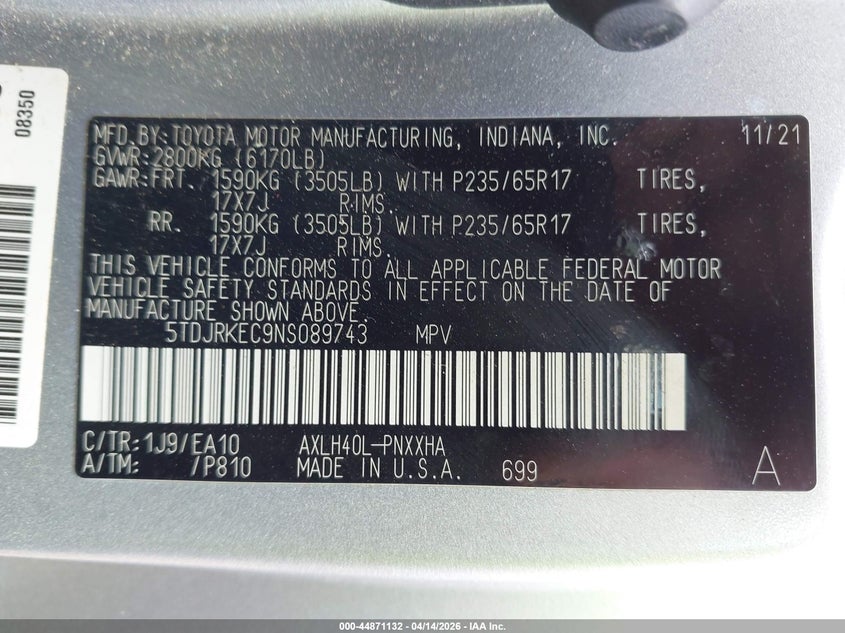 08350
MFD.BY:TOYOTA MOTOR MANUFACTURING, INDIANA, INC. 11/21
GVWR:2800KG (6170LB)
GAWR:FRT. 1590KG (3505LB) WITH P235/65R17 TIRES,
17X7J RIMS.
RR. 1590KG (3505LB) WITH P235/65R17 TIRES,
17X7J RIMS.
THIS VEHICLE CONFORMS TO ALL APPLICABLE FEDERAL MOTOR
VEHICLE SAFETY STANDARDS IN EFFECT ON THE DATE OF
MANUFACTURE SHOWN ABOVE.
5TDJRKEC9NS089743 MPV
C/TR:1J9/EA10 AXLH40L-PNXXHA
A/TM: /P810 MADE IN U.S.A. 699 A
000-44871132 - 04/14/2026 - IAA Inc.